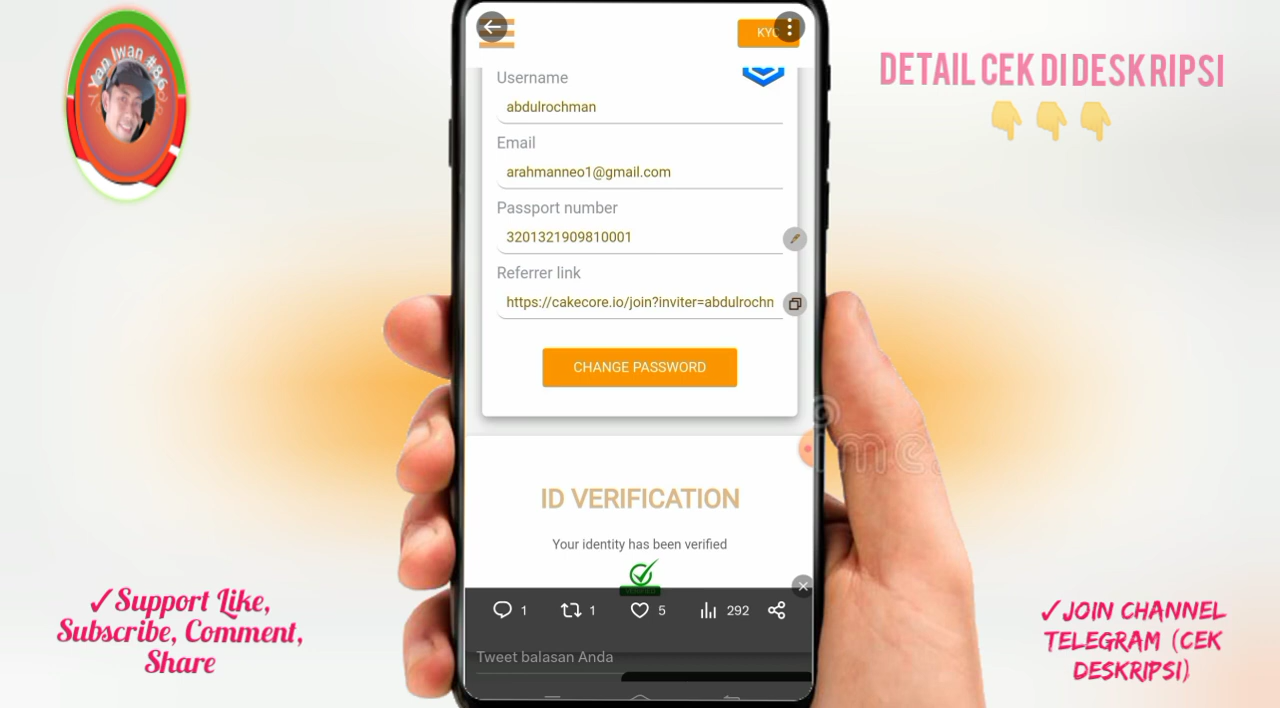 Yan Iwan #86
KYC
DETAIL CEK DI DESKRIPSI
👇👇👇
Username
abdulrochman
Email
arahmanneo1@gmail.com
Passport number
3201321909810001
Referrer link
https://cakecore.io/join?inviter=abdulrochn
CHANGE PASSWORD
ID VERIFICATION
Your identity has been verified
1
1
5
292
Tweet balasan Anda
✓Support Like,
Subscribe, Comment,
Share
✓JOIN CHANNEL
TELEGRAM (CEK
DESKRIPSI)